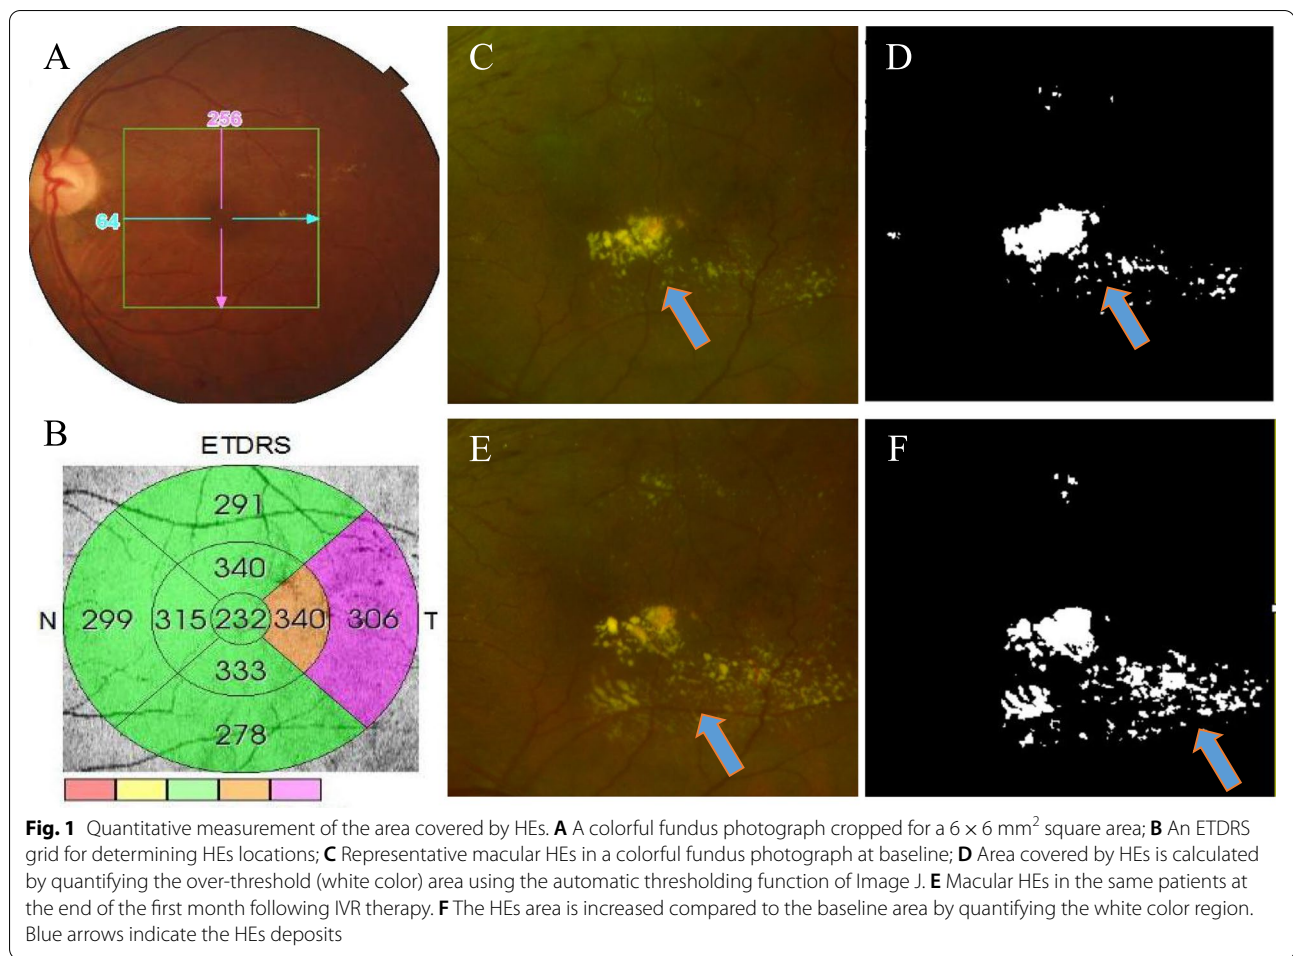 A
256
64
B
ETDRS
291
340
N 299 315 232 340 306 T
333
278
C
D
E
F
Fig. 1 Quantitative measurement of the area covered by HEs. A A colorful fundus photograph cropped for a 6 × 6 mm² square area; B An ETDRS
grid for determining HEs locations; C Representative macular HEs in a colorful fundus photograph at baseline; D Area covered by HEs is calculated
by quantifying the over-threshold (white color) area using the automatic thresholding function of Image J. E Macular HEs in the same patients at
the end of the first month following IVR therapy. F The HEs area is increased compared to the baseline area by quantifying the white color region.
Blue arrows indicate the HEs deposits